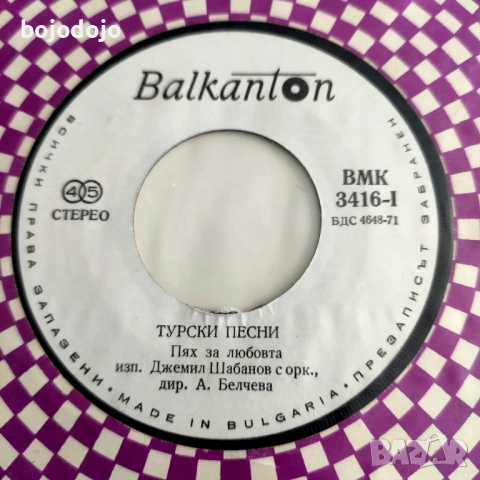 bojodojo
Balkanton
45
СТЕРЕО
ВМК
3416-I
БДС 4648-71
ТУРСКИ ПЕСНИ
Пях за любовта
изп. Джемил Шабанов с орк.,
дир. А. Белчева
ВСИЧКИ ПРАВА ЗАПАЗЕНИ • MADE IN BULGARIA • ПРЕЗАПИСЪТ ЗАБРАНЕН
BAZAR